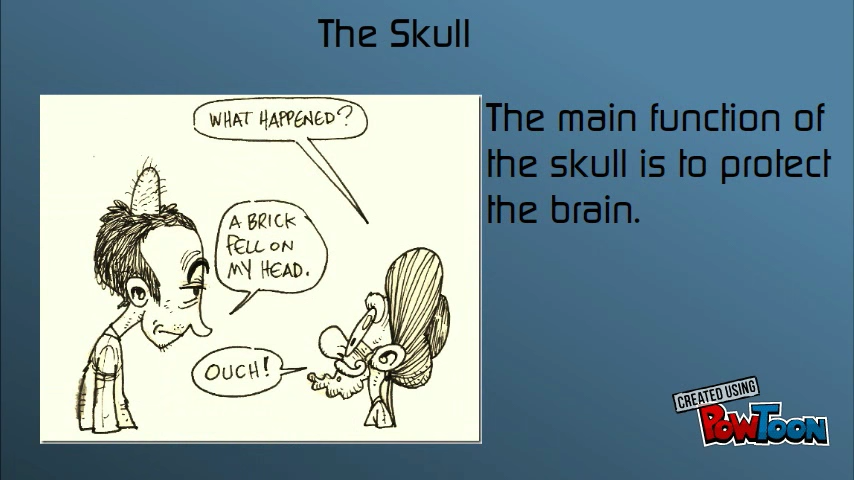 The Skull
WHAT HAPPENED?
A BRICK
FELL ON
MY HEAD.
OUCH!
The main function of
the skull is to protect
the brain.
CREATED USING
POWTOON